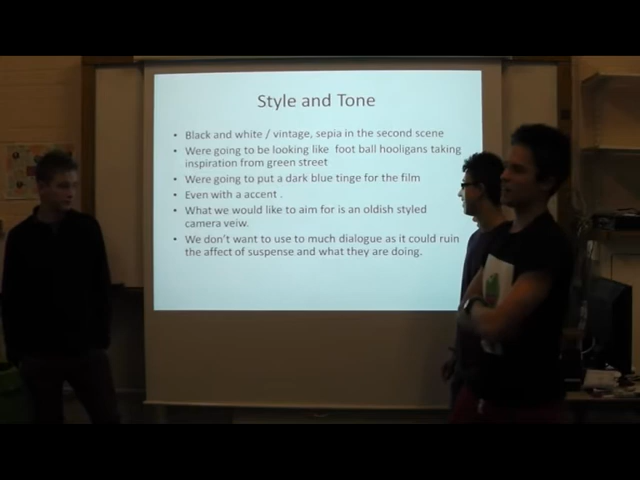 Style and Tone
• Black and white / vintage, sepia in the second scene
• Were going to be looking like foot ball hooligans taking
inspiration from green street
• Were going to put a dark blue tinge for the film
• Even with a accent .
• What we would like to aim for is an oldish styled
camera veiw.
• We don't want to use to much dialogue as it could ruin
the affect of suspense and what they are doing.